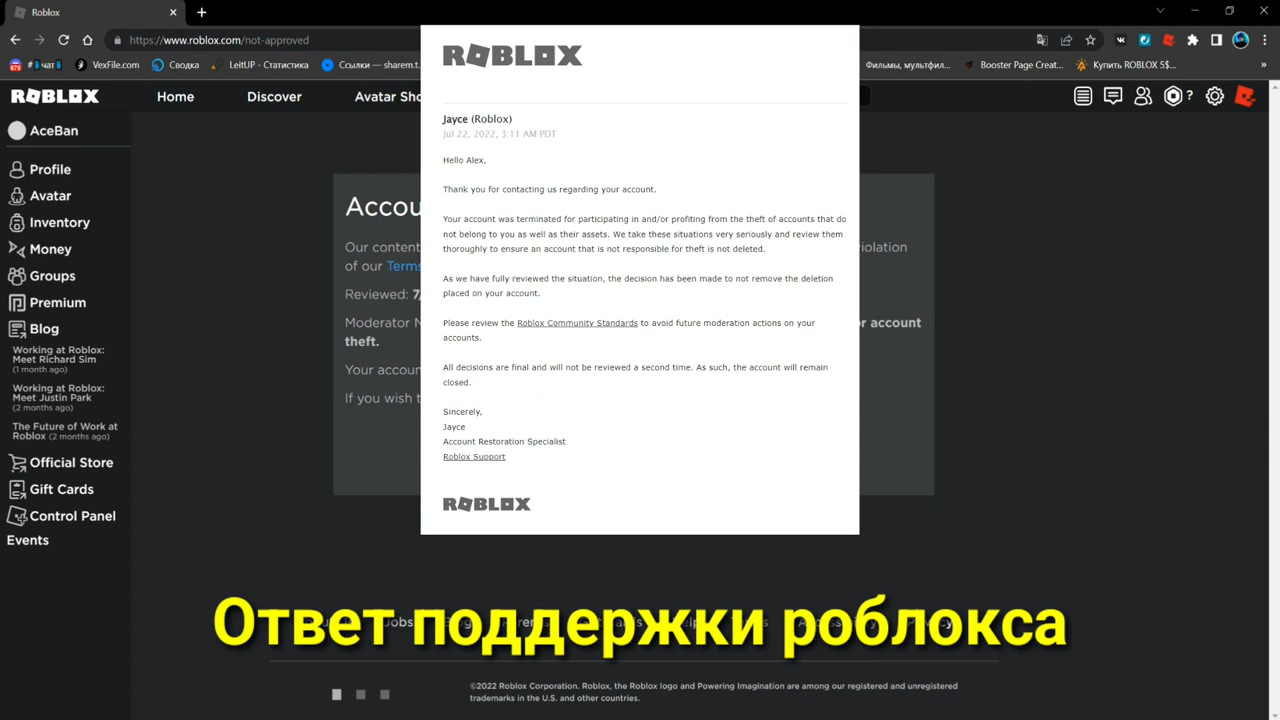 Roblox
https://www.roblox.com/not-approved
#Печат
Roblox.com
Сводка
LeitUP - Статистика
Ссылки — sharem.t
VexFile.com
Фильмы, мультфил...
Booster Page Creat...
Купить ROBLOX 55...
»
ROBLOX
Home
Discover
Avatar Sho
AceBan
Profile
Avatar
Inventory
Money
Groups
Premium
Blog
Working at Roblox:
Meet Richard Sim
(1 month ago)
Working at Roblox:
Meet Justin Park
(2 months ago)
The Future of Work at
Roblox (2 months ago)
Official Store
Gift Cards
Control Panel
Events
Accou
Our cont
iolation
of our Terms
Reviewed: 7/
Moderator N
r account
theft.
Your accoun
If you wish t
ROBLOX
Jayce (Roblox)
Jul 22, 2022, 3:11 AM PDT
Hello Alex,
Thank you for contacting us regarding your account.
Your account was terminated for participating in and/or profiting from the theft of accounts that do
not belong to you as well as their assets. We take these situations very seriously and review them
thoroughly to ensure an account that is not responsible for theft is not deleted.
As we have fully reviewed the situation, the decision has been made to not remove the deletion
placed on your account.
Please review the Roblox Community Standards to avoid future moderation actions on your
accounts.
All decisions are final and will not be reviewed a second time. As such, the account will remain
closed.
Sincerely,
Jayce
Account Restoration Specialist
Roblox Support
ROBLOX
Ответ поддержки роблокса
©2022 Roblox Corporation. Roblox, the Roblox logo and Powering Imagination are among our registered and unregistered
trademarks in the U.S. and other countries.